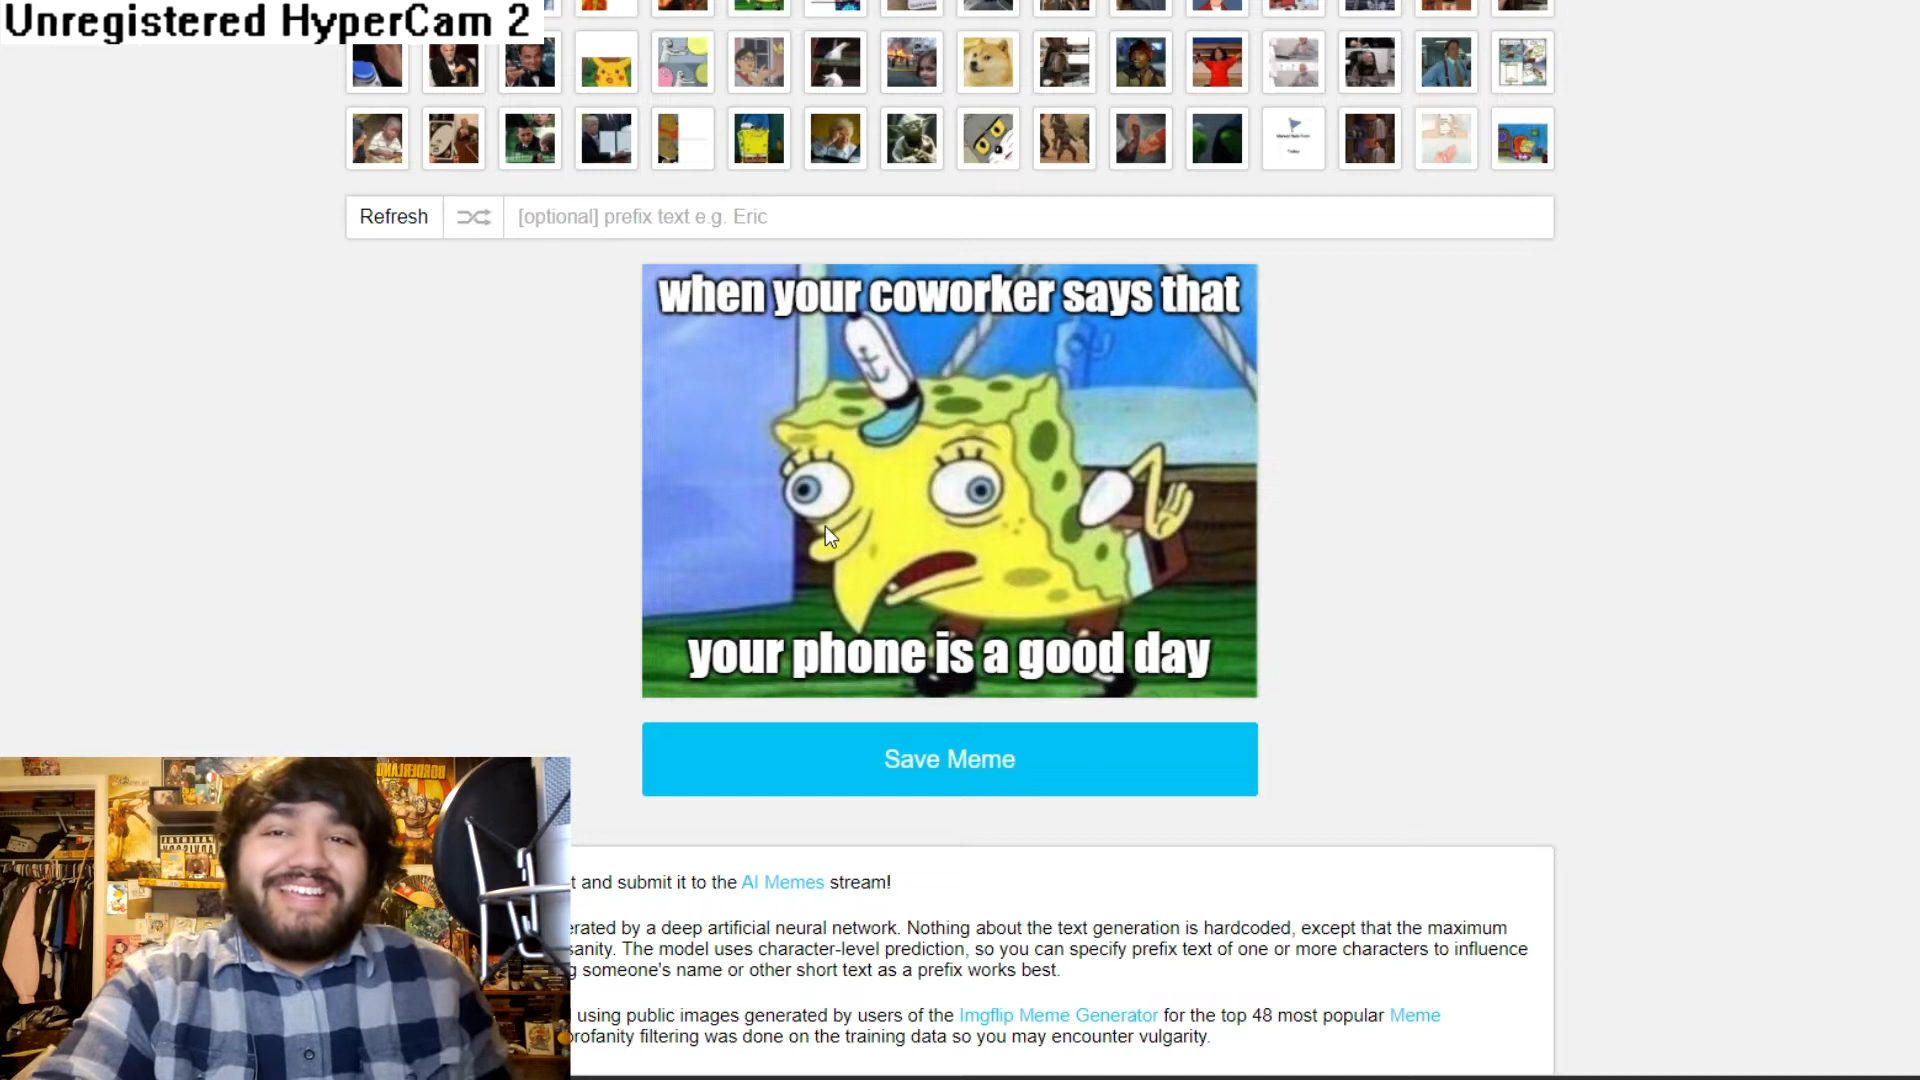 Unregistered HyperCam 2
Refresh
[optional] prefix text e.g. Eric
when your coworker says that
your phone is a good day
Save Meme
t and submit it to the AI Memes stream!
rated by a deep artificial neural network. Nothing about the text generation is hardcoded, except that the maximum
sanity. The model uses character-level prediction, so you can specify prefix text of one or more characters to influence
g someone's name or other short text as a prefix works best.
using public images generated by users of the Imgflip Meme Generator for the top 48 most popular Meme
profanity filtering was done on the training data so you may encounter vulgarity.